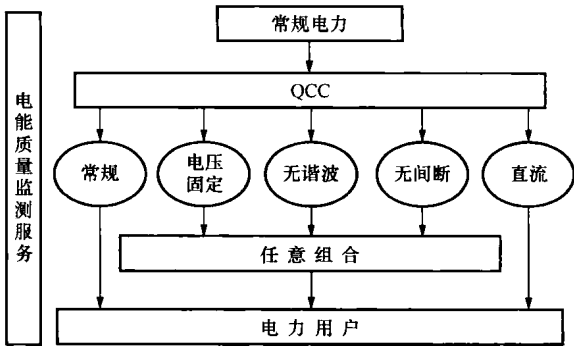 常规电力
QCC
电能质量监测服务
常规
电压
固定
无谐波
无间断
直流
任意组合
电力用户